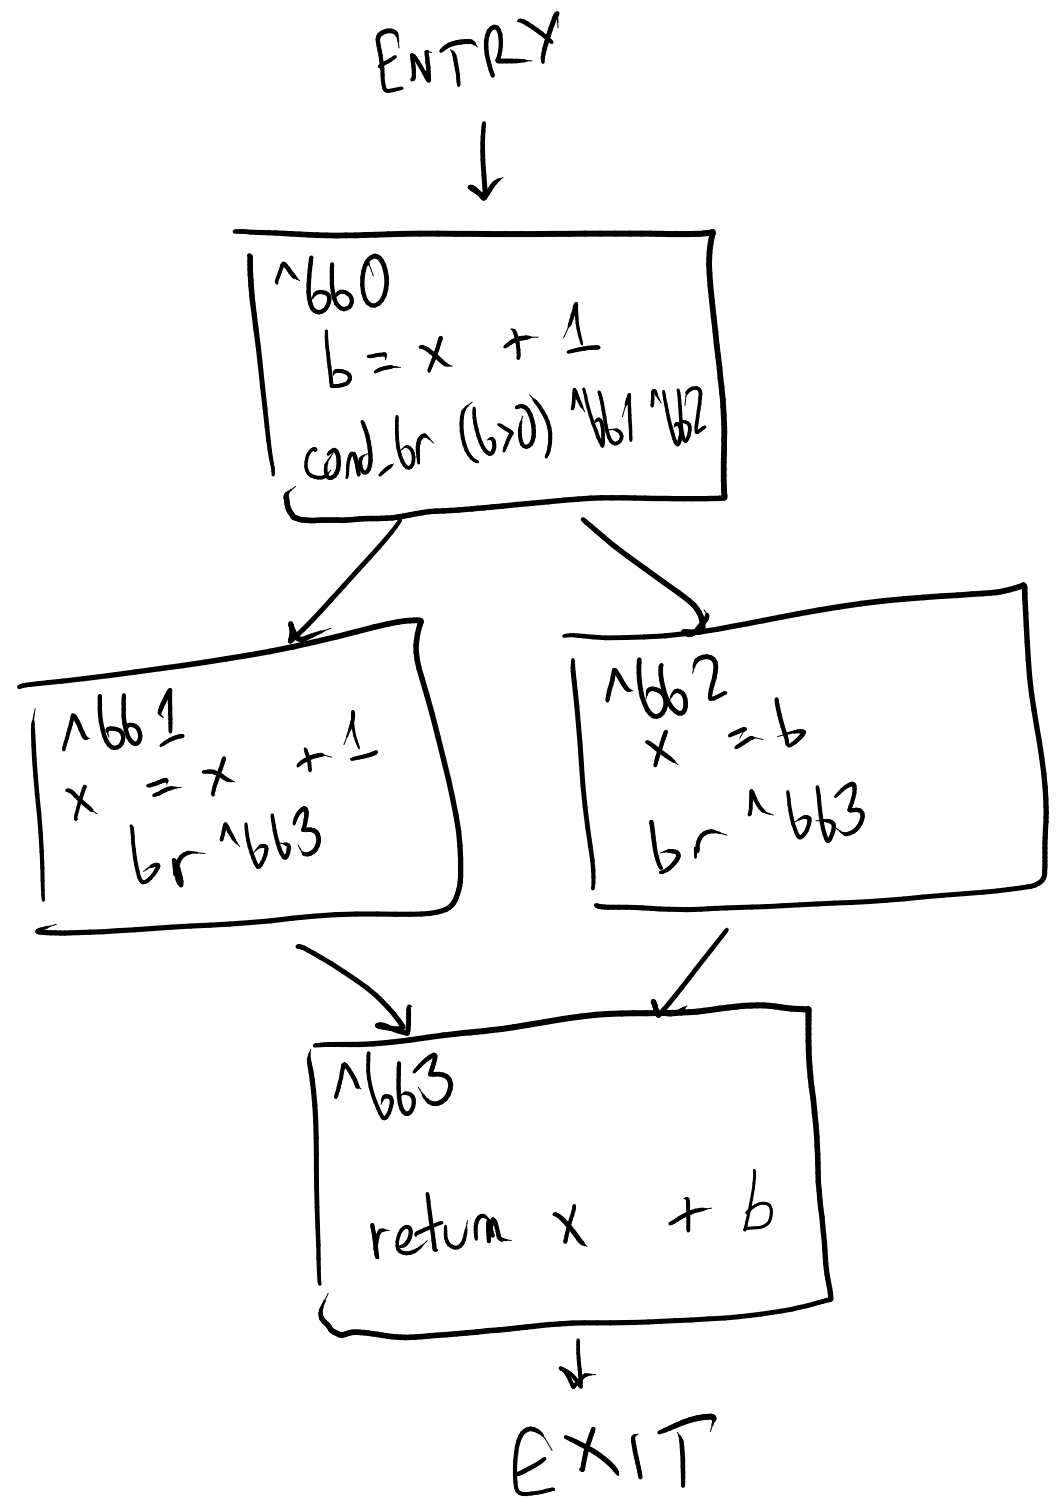 ENTRY
^bb0
b = x + 1
cond_br (b>0) ^bb1 ^bb2
^bb1
x = x + 1
br ^bb3
^bb2
x = b
br ^bb3
^bb3
return x + b
EXIT